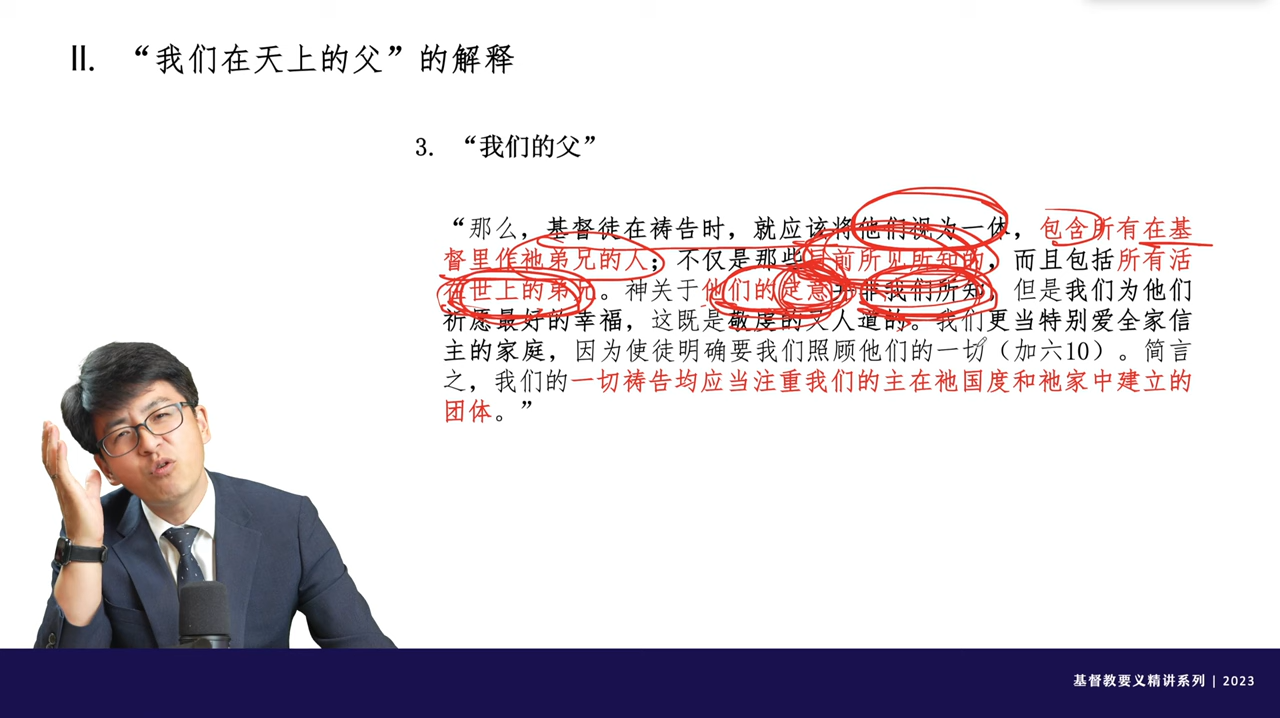 II. “我们在天上的父”的解释
3. “我们的父”
“那么，基督徒在祷告时，就应该将他们视为一体，包含所有在基
督里作祂弟兄的人；不仅是那些目前所见所知的，而且包括所有活
在世上的弟兄。神关于他们的定意并非我们所知，但是我们为他们
祈愿最好的幸福，这既是敬虔的又人道的。我们更当特别爱全家信
主的家庭，因为使徒明确要我们照顾他们的一切（加六10）。简言
之，我们的一切祷告均应当注重我们的主在祂国度和祂家中建立的
团体。”
基督教要义精讲系列 | 2023